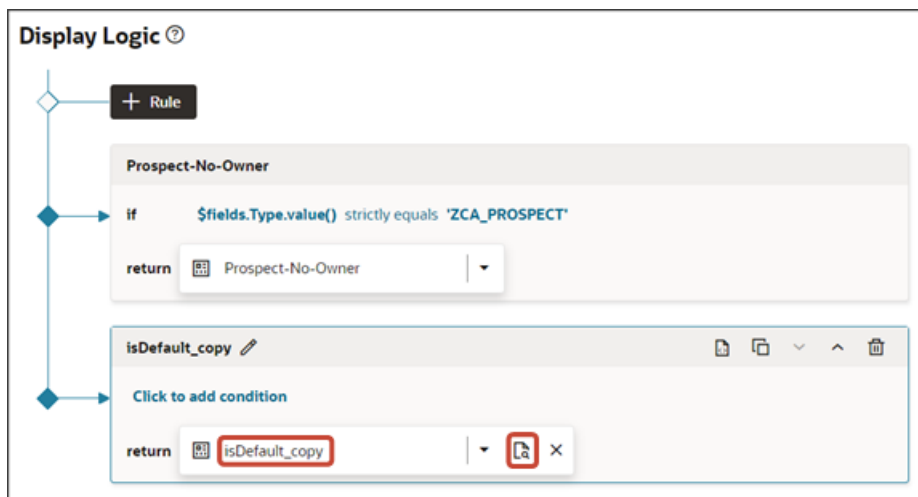 Display Logic
+ Rule
Prospect-No-Owner
if $fields.Type.value() strictly equals 'ZCA_PROSPECT'
return Prospect-No-Owner
isDefault_copy
Click to add condition
return isDefault_copy